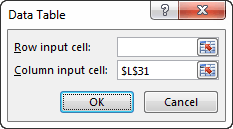 Data Table
Row input cell:
Column input cell: $L$31
OK Cancel